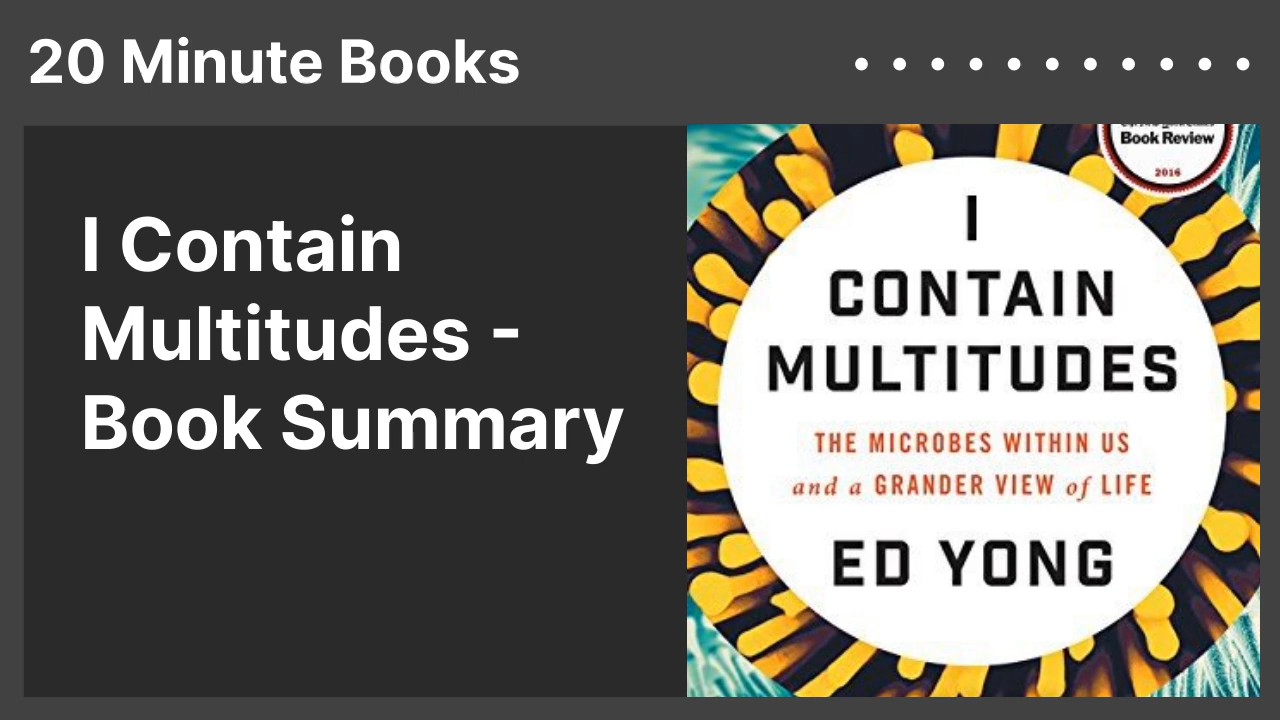 20 Minute Books
I Contain
Multitudes -
Book Summary
Book Review
2016
I
CONTAIN
MULTITUDES
THE MICROBES WITHIN US
and a GRANDER VIEW of LIFE
ED YONG